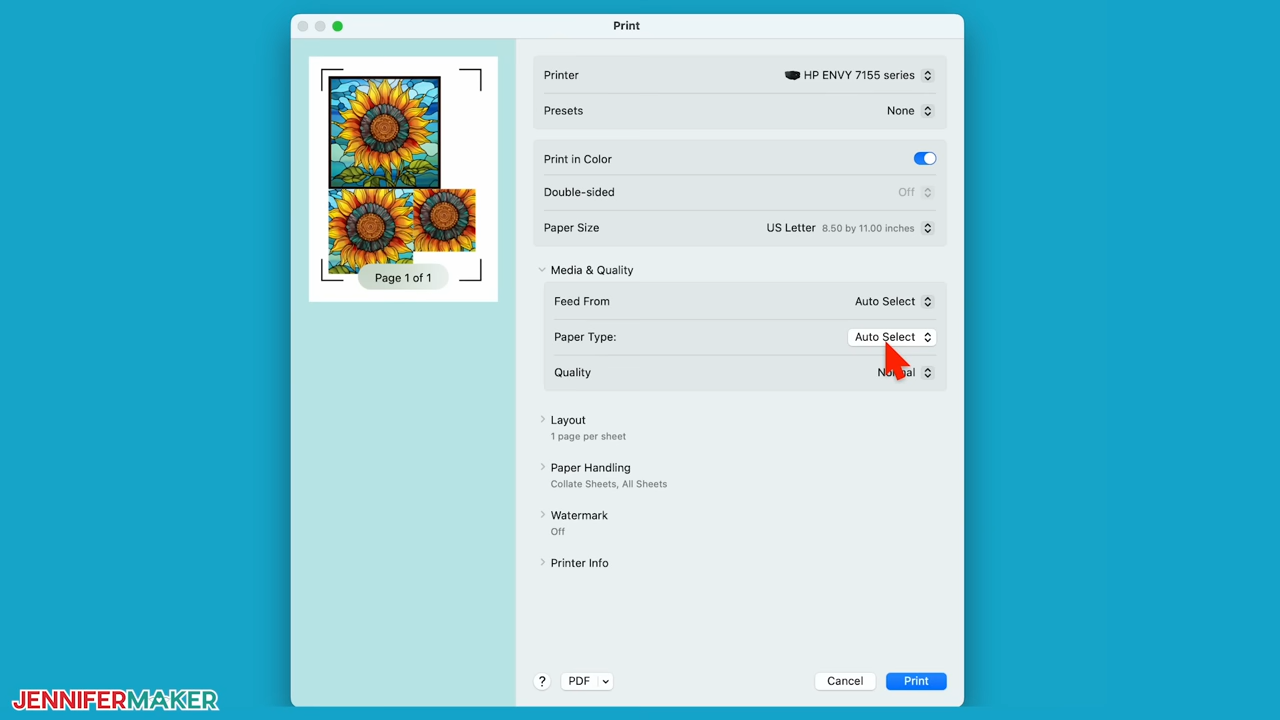 Print
Printer HP ENVY 7155 series
Presets None
Print in Color
Double-sided Off
Paper Size US Letter 8.50 by 11.00 inches
Page 1 of 1
Media & Quality
Feed From Auto Select
Paper Type: Auto Select
Quality Normal
Layout
1 page per sheet
Paper Handling
Collate Sheets, All Sheets
Watermark
Off
Printer Info
? PDF Cancel Print
JENNIFERMAKER